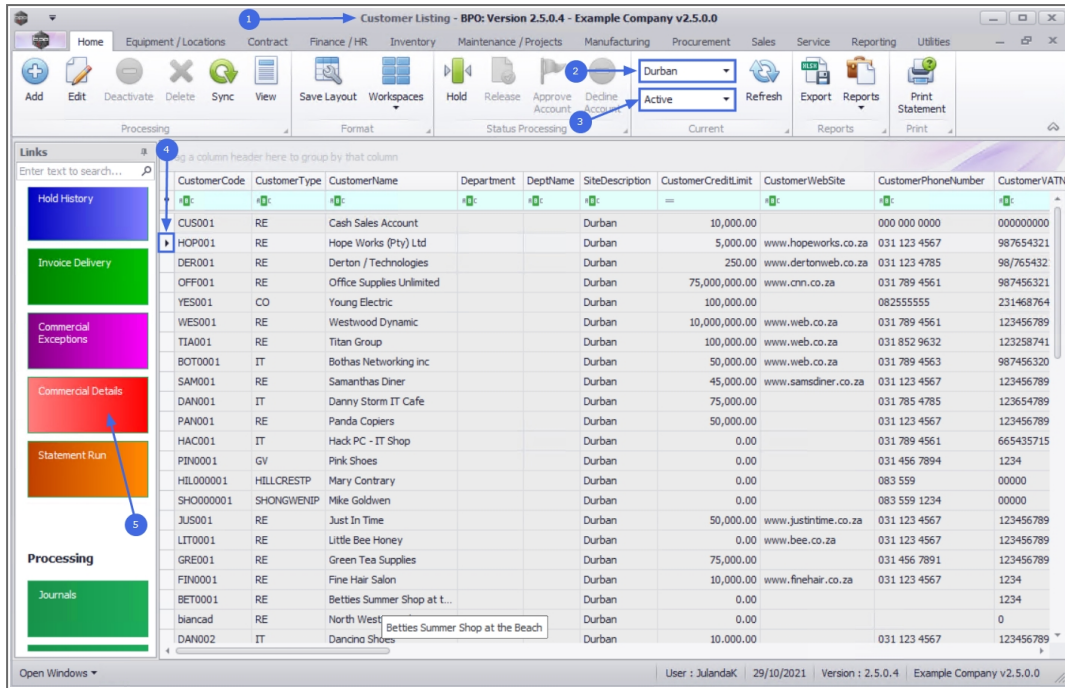 1
Customer Listing - BPO: Version 2.5.0.4 - Example Company v2.5.0.0
Home Equipment / Locations Contract Finance / HR Inventory Maintenance / Projects Manufacturing Procurement Sales Service Reporting Utilities
2 Durban
Add Edit Deactivate Delete Sync View Save Layout Workspaces Hold Release Approve Account Decline Account Active Refresh Export Reports Print Statement
3
Processing Format Status Processing Current Reports Print
Links 4
ag a column header here to group by that column
Enter text to search...
CustomerCode CustomerType CustomerName Department DeptName SiteDescription CustomerCreditLimit CustomerWebSite CustomerPhoneNumber CustomerVATN
Hold History
CUS001 RE Cash Sales Account Durban 10,000.00 000 000 0000 000000000
HOP001 RE Hope Works (Pty) Ltd Durban 5,000.00 www.hopeworks.co.za 031 123 4567 987654321
Invoice Delivery
DER001 RE Derton / Technologies Durban 250.00 www.dertonweb.co.za 031 123 4785 98/765432
OFF001 RE Office Supplies Unlimited Durban 75,000,000.00 www.cnn.co.za 031 789 4561 987456321
YES001 CO Young Electric Durban 100,000.00 082555555 231468764
Commercial Exceptions
WES001 RE Westwood Dynamic Durban 10,000,000.00 www.web.co.za 031 789 4561 123456789
TIA001 RE Titan Group Durban 100,000.00 www.web.co.za 031 852 9632 123258741
BOT0001 IT Bothas Networking inc Durban 50,000.00 www.web.co.za 031 789 4563 987456320
SAM001 RE Samanthas Diner Durban 45,000.00 www.samsdiner.co.za 031 123 4567 123456789
Commercial Details
DAN001 IT Danny Storm IT Cafe Durban 75,000.00 031 785 4785 123654789
PAN001 RE Panda Copiers Durban 50,000.00 031 123 4567 123456789
HAC001 IT Hack PC - IT Shop Durban 0.00 031 789 4561 665435715
Statement Run
PIN0001 GV Pink Shoes Durban 0.00 031 456 7894 1234
HIL000001 HILLCRESTP Mary Contrary Durban 0.00 083 559 00000
SHO000001 SHONGWENIP Mike Goldwen Durban 0.00 083 559 1234 00000
5
JUS001 RE Just In Time Durban 50,000.00 www.justintime.co.za 031 123 4567 123456789
LIT0001 RE Little Bee Honey Durban 0.00 www.bee.co.za 031 123 4567 123456789
Processing
GRE001 RE Green Tea Supplies Durban 75,000.00 031 456 7891 123456789
FIN0001 RE Fine Hair Salon Durban 10,000.00 www.finehair.co.za 031 123 4567 1234
Journals
BET0001 RE Betties Summer Shop at t... Durban 0.00 1234
biancad RE North West Durban 0.00 0
Betties Summer Shop at the Beach
DAN002 IT Dancing Shoes Durban 10.000.00 031 123 4567 123456789
Open Windows User : JulandaK 29/10/2021 Version : 2.5.0.4 Example Company v2.5.0.0